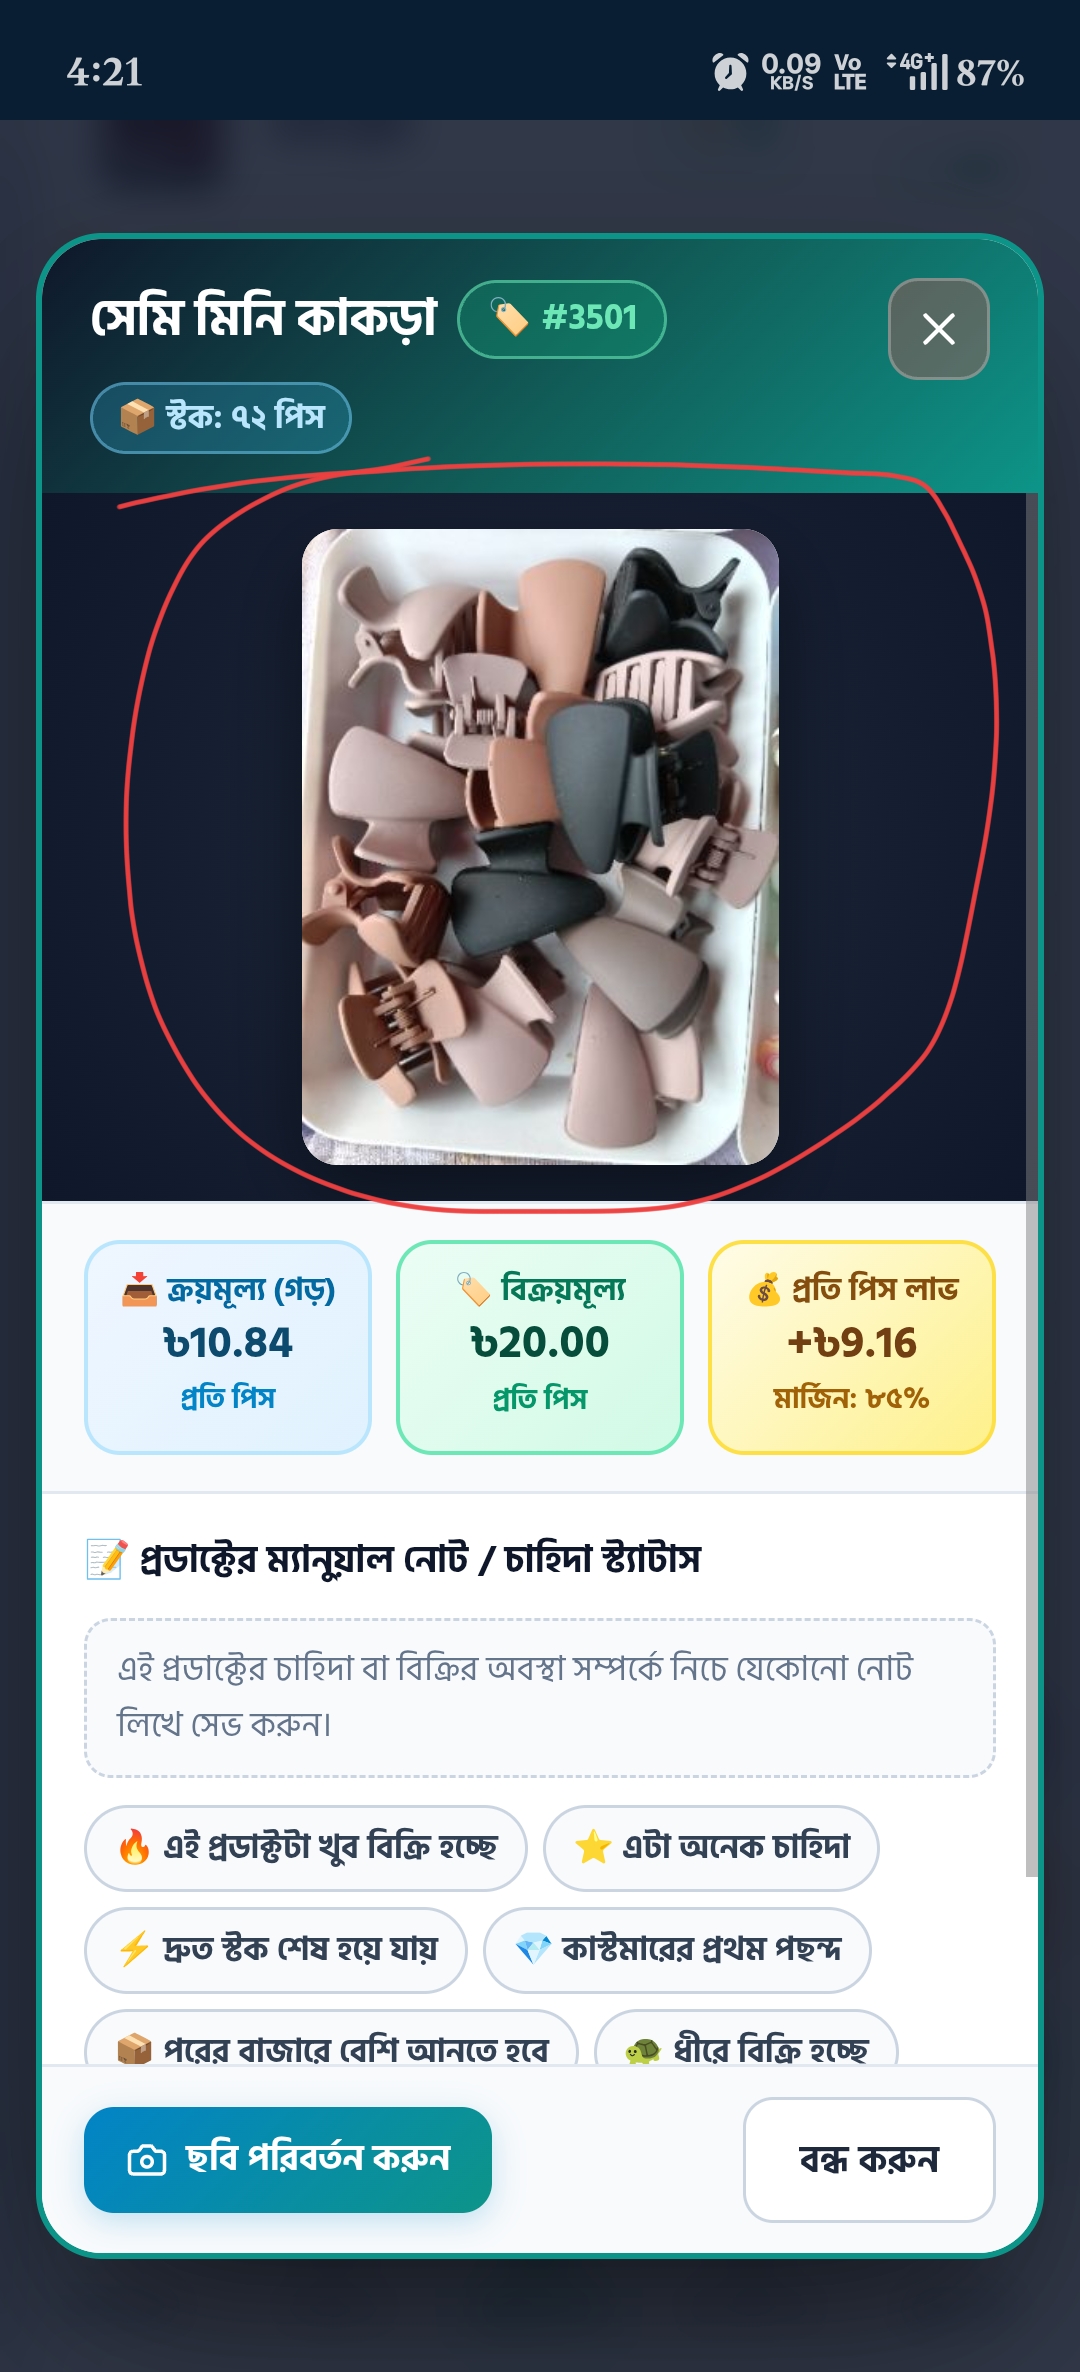 4:21
0.09 KB/S Vo LTE 4G+ 87%
সেমি মিনি কাকড়া 🏷️ #3501
📦 স্টক: ৭২ পিস
📥 ক্রয়মূল্য (গড়)
৳10.84
প্রতি পিস
🏷️ বিক্রয়মূল্য
৳20.00
প্রতি পিস
💰 প্রতি পিস লাভ
+৳9.16
মার্জিন: ৮৫%
📝 প্রডাক্টের ম্যানুয়াল নোট / চাহিদা স্ট্যাটাস
এই প্রডাক্টের চাহিদা বা বিক্রির অবস্থা সম্পর্কে নিচে যেকোনো নোট
লিখে সেভ করুন।
🔥 এই প্রডাক্টটা খুব বিক্রি হচ্ছে ⭐ এটা অনেক চাহিদা
⚡ দ্রুত স্টক শেষ হয়ে যায় 💎 কাস্টমারের প্রথম পছন্দ
📦 পরের বাজারে বেশি আনতে হবে 🐢 ধীরে বিক্রি হচ্ছে
ছবি পরিবর্তন করুন
বন্ধ করুন